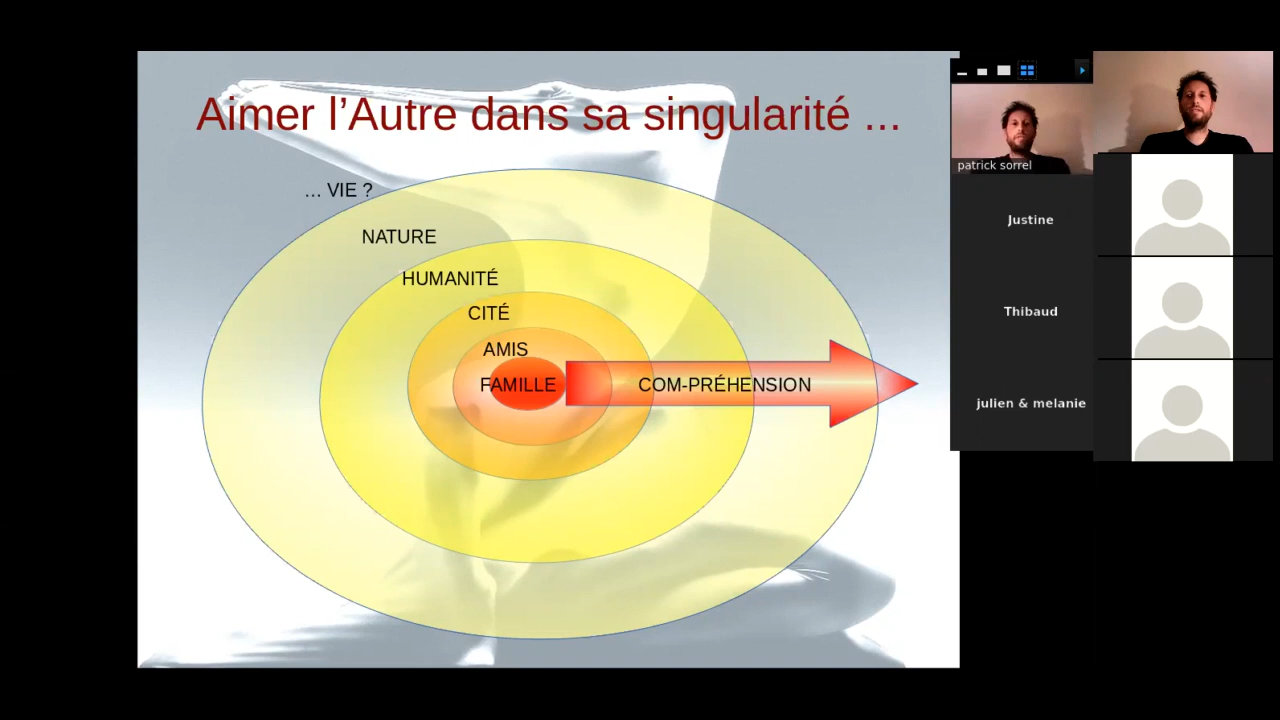 Aimer l’Autre dans sa singularité ...
... VIE ?
NATURE
HUMANITÉ
CITÉ
AMIS
FAMILLE
COM-PRÉHENSION
patrick sorrel
Justine
Thibaud
julien & melanie